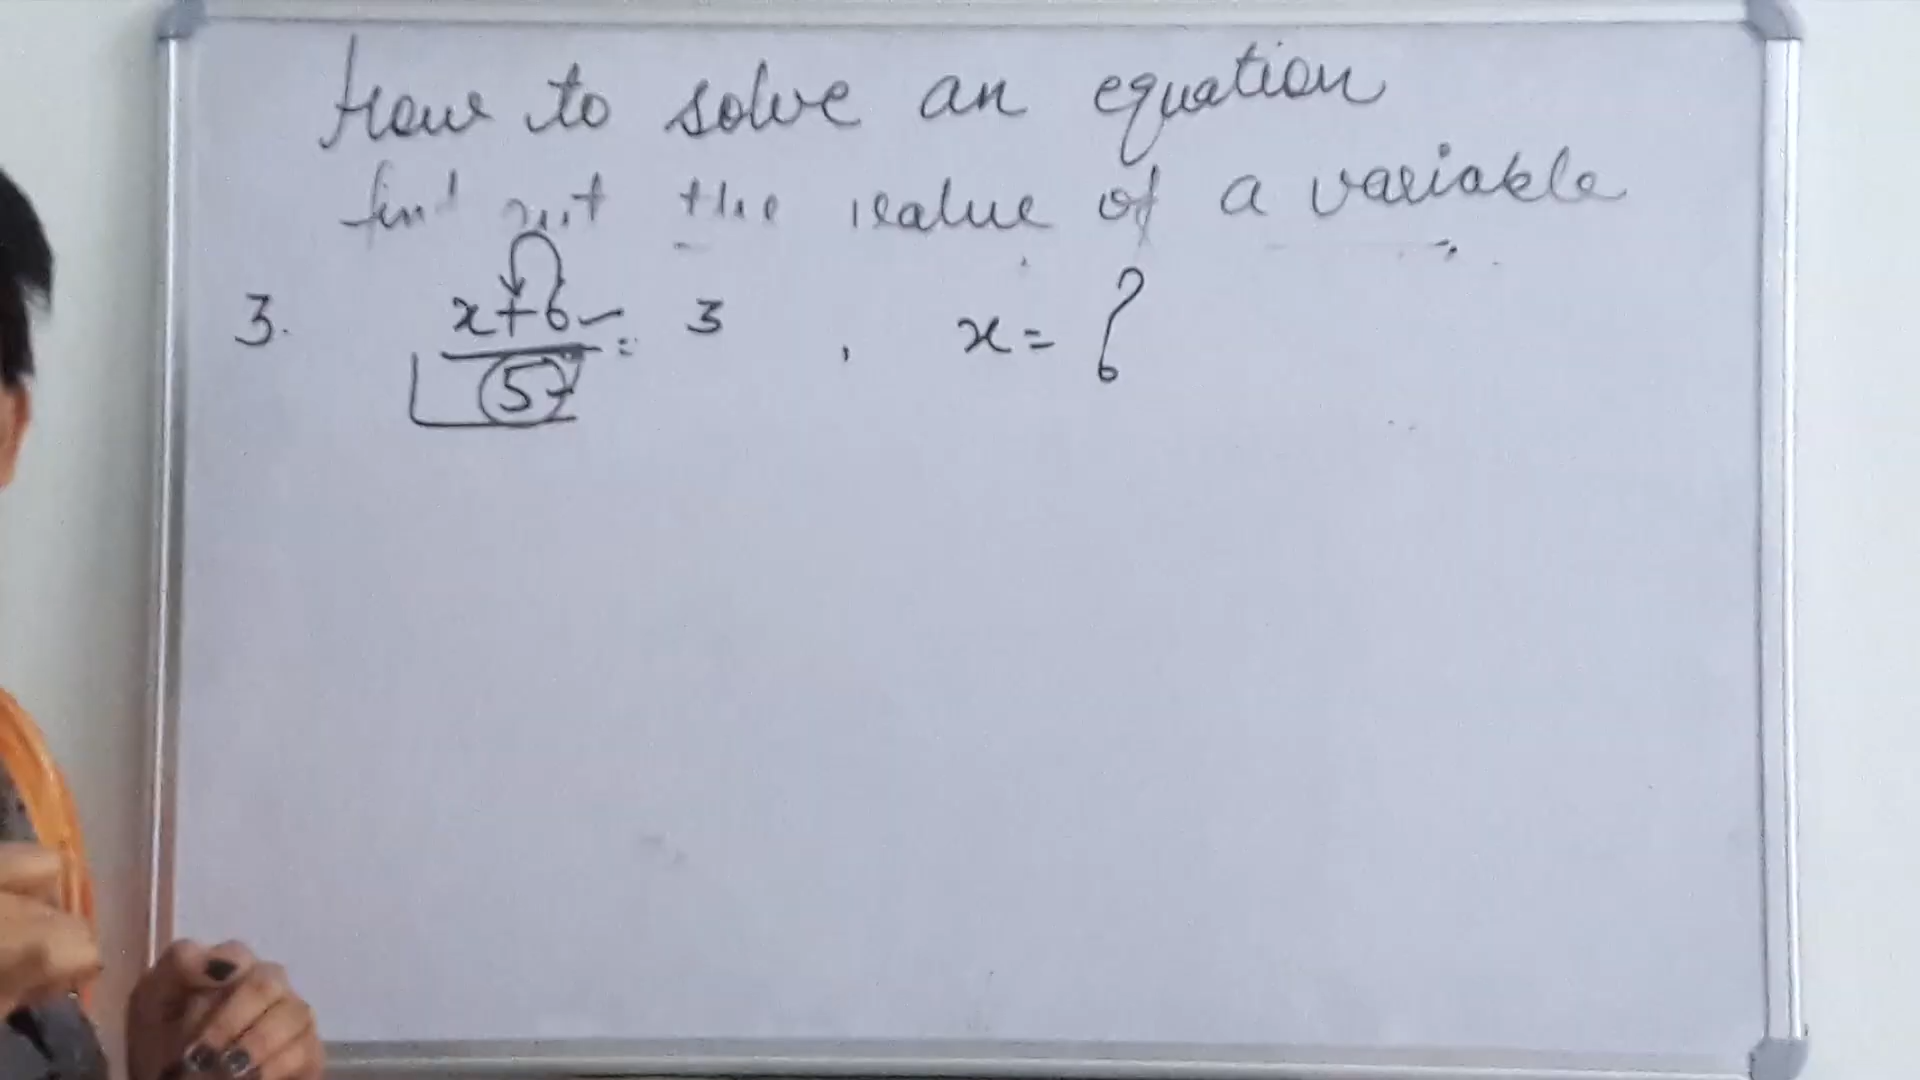 How to solve an equation
find out the value of a variable
3. x+6 = 3 , x = ?
5